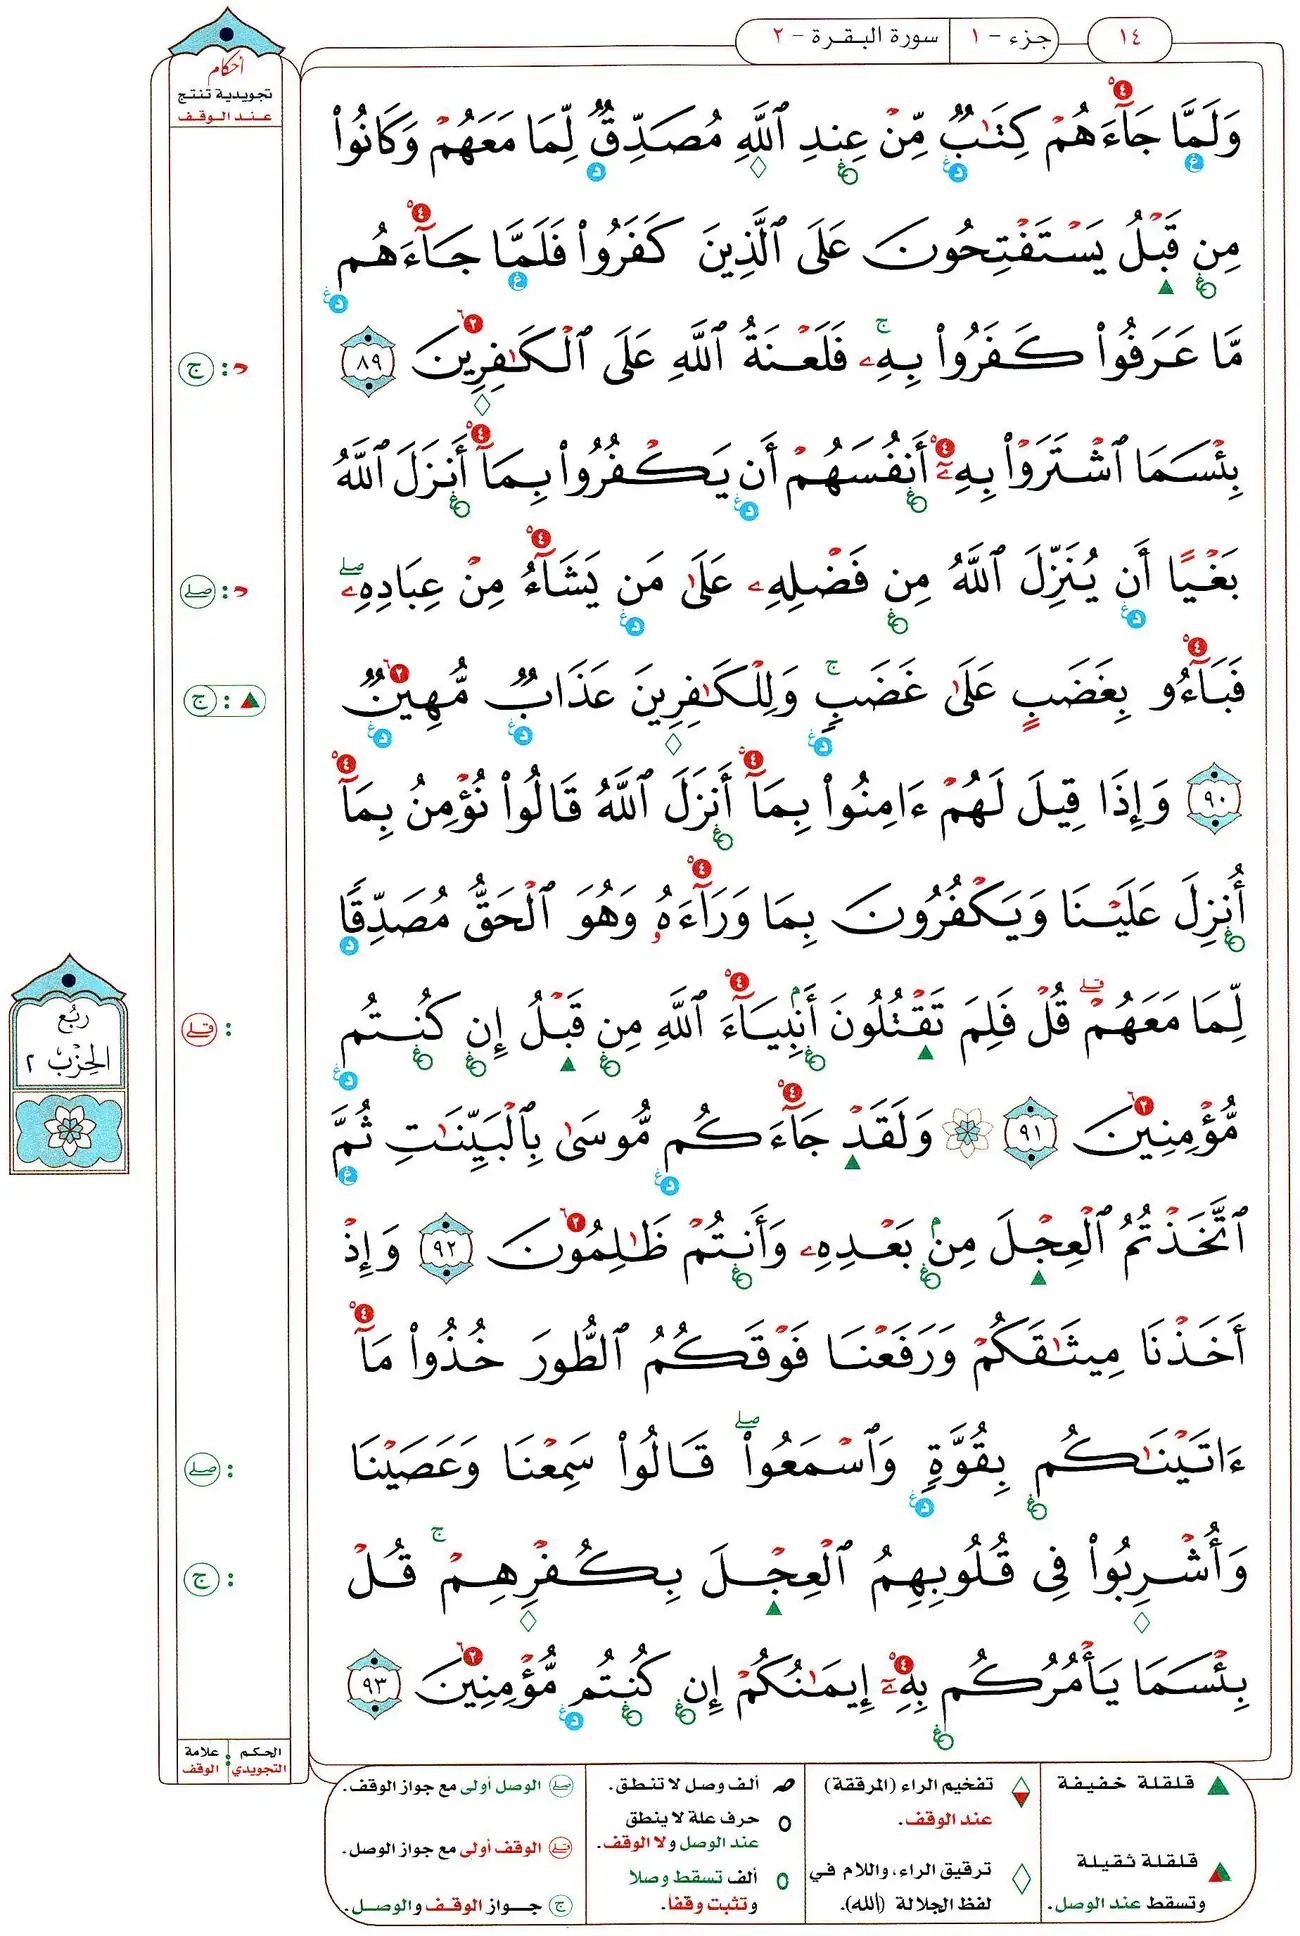 ١٤
جزء - ١
سورة البقرة - ٢
أحكام
تجويدية تنتج
عند الوقف
وَلَمَّا جَآءَهُمْ كِتَٰبٌ مِّنْ عِندِ ٱللَّهِ مُصَدِّقٌ لِّمَا مَعَهُمْ وَكَانُوا۟
مِن قَبْلُ يَسْتَفْتِحُونَ عَلَى ٱلَّذِينَ كَفَرُوا۟ فَلَمَّا جَآءَهُم
مَّا عَرَفُوا۟ كَفَرُوا۟ بِهِۦ ۚ فَلَعْنَةُ ٱللَّهِ عَلَى ٱلْكَٰفِرِينَ ٨٩
بِئْسَمَا ٱشْتَرَوْا۟ بِهِۦٓ أَنفُسَهُمْ أَن يَكْفُرُوا۟ بِمَآ أَنزَلَ ٱللَّهُ
بَغْيًا أَن يُنَزِّلَ ٱللَّهُ مِن فَضْلِهِۦ عَلَىٰ مَن يَشَآءُ مِنْ عِبَادِهِۦ ۖ
فَبَآءُو بِغَضَبٍ عَلَىٰ غَضَبٍ ۚ وَلِلْكَٰفِرِينَ عَذَابٌ مُّهِينٌ
٩٠ وَإِذَا قِيلَ لَهُمْ ءَامِنُوا۟ بِمَآ أَنزَلَ ٱللَّهُ قَالُوا۟ نُؤْمِنُ بِمَآ
أُنزِلَ عَلَيْنَا وَيَكْفُرُونَ بِمَا وَرَآءَهُۥ وَهُوَ ٱلْحَقُّ مُصَدِّقًا
لِّمَا مَعَهُمْ ۗ قُلْ فَلِمَ تَقْتُلُونَ أَنۢبِيَآءَ ٱللَّهِ مِن قَبْلُ إِن كُنتُم
مُّؤْمِنِينَ ٩١ ۞ وَلَقَدْ جَآءَكُم مُّوسَىٰ بِٱلْبَيِّنَٰتِ ثُمَّ
ٱتَّخَذْتُمُ ٱلْعِجْلَ مِنۢ بَعْدِهِۦ وَأَنتُمْ ظَٰلِمُونَ ٩٢ وَإِذْ
أَخَذْنَا مِيثَٰقَكُمْ وَرَفَعْنَا فَوْقَكُمُ ٱلطُّورَ خُذُوا۟ مَآ
ءَاتَيْنَٰكُم بِقُوَّةٍ وَٱسْمَعُوا۟ ۖ قَالُوا۟ سَمِعْنَا وَعَصَيْنَا
وَأُشْرِبُوا۟ فِى قُلُوبِهِمُ ٱلْعِجْلَ بِكُفْرِهِمْ ۚ قُلْ
بِئْسَمَا يَأْمُرُكُم بِهِۦٓ إِيمَٰنُكُمْ إِن كُنتُم مُّؤْمِنِينَ ٩٣
ربع
الحزب ٢
الحكم التجويدي : علامة الوقف
قلقلة خفيفة
قلقلة ثقيلة
وتسقط عند الوصل.
تفخيم الراء (المرققة)
عند الوقف.
ترقيق الراء، واللام في
لفظ الجلالة (الله).
ألف وصل لا تنطق.
حرف علة لا ينطق
عند الوصل ولا الوقف.
ألف تسقط وصلا
وتثبت وقفا.
صلے الوصل أولى مع جواز الوقف.
قلے الوقف أولى مع جواز الوصل.
ج جواز الوقف والوصل.